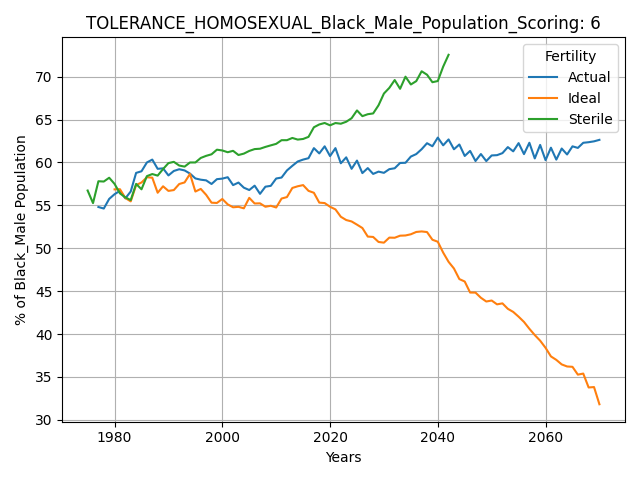 TOLERANCE_HOMOSEXUAL_Black_Male_Population_Scoring: 6
% of Black_Male Population
70
65
60
55
50
45
40
35
30
1980
2000
2020
2040
2060
Years
Fertility
Actual
Ideal
Sterile